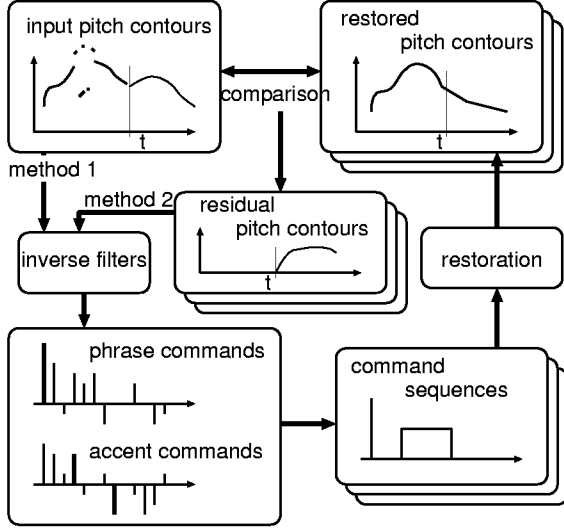 input pitch contours
t
restored
pitch contours
t
comparison
method 1
method 2
residual
pitch contours
t
inverse filters
restoration
phrase commands
accent commands
command
sequences